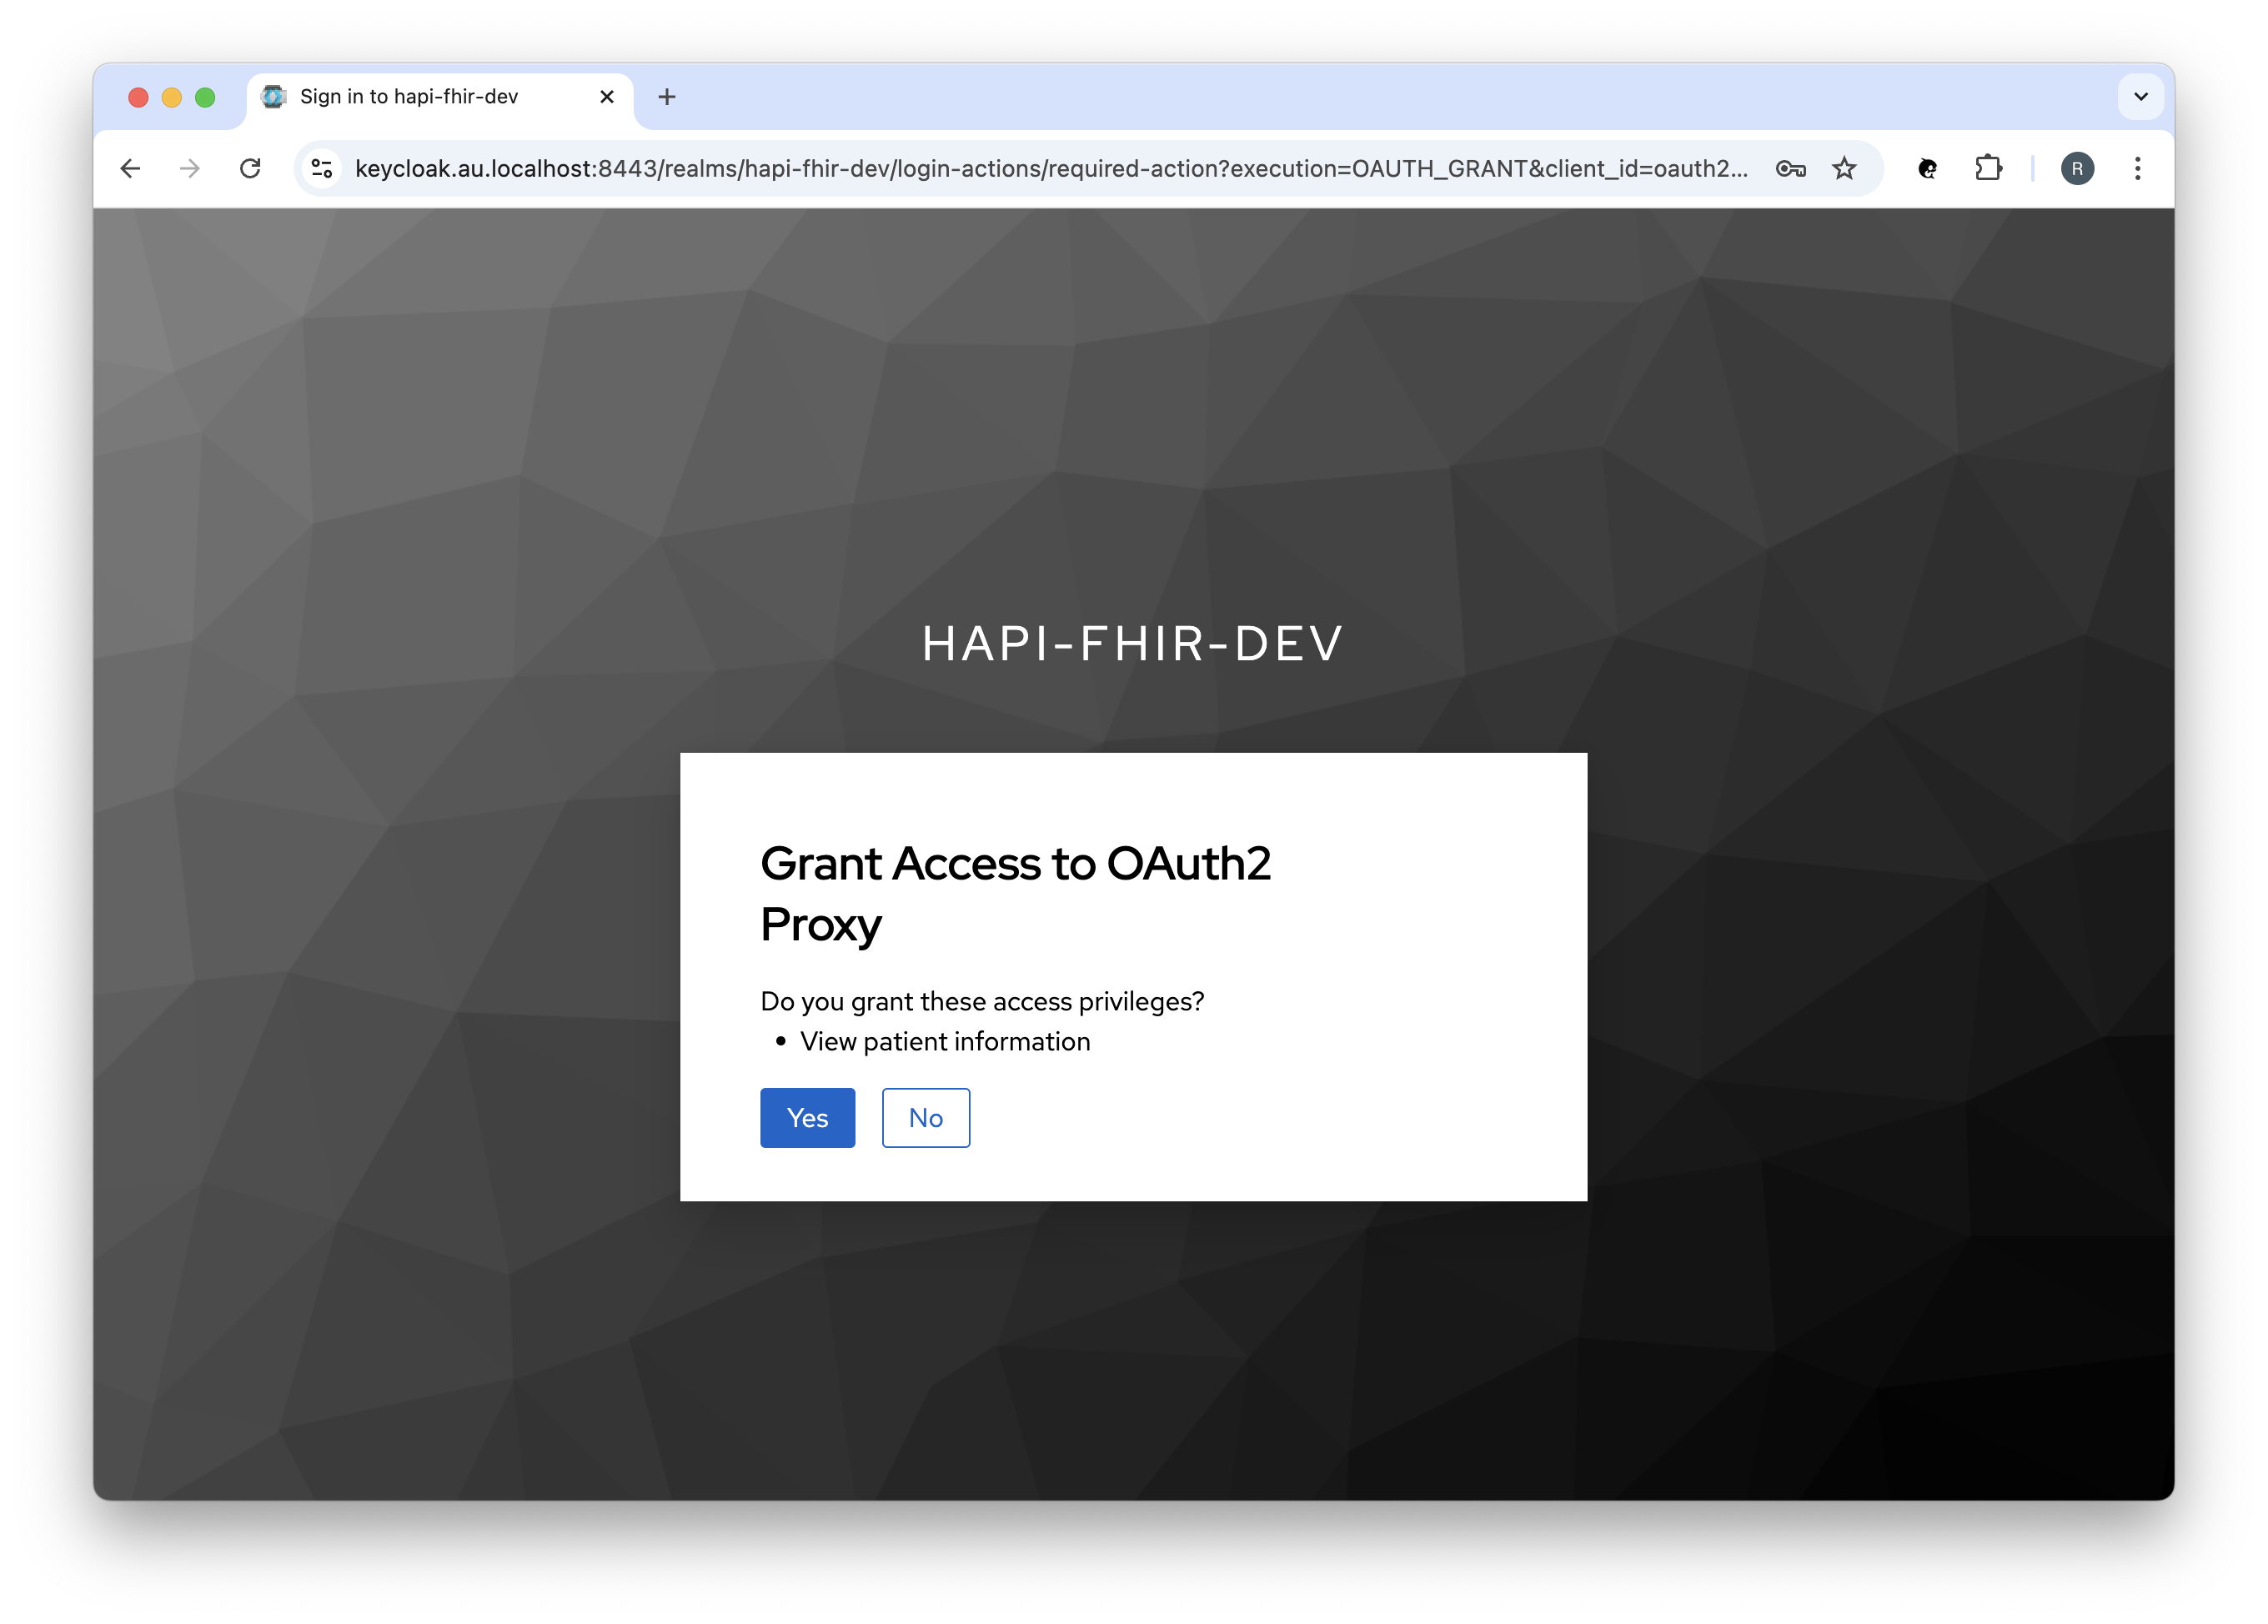 Sign in to hapi-fhir-dev
keycloak.au.localhost:8443/realms/hapi-fhir-dev/login-actions/required-action?execution=OAUTH_GRANT&client_id=oauth2...
R
HAPI-FHIR-DEV
Grant Access to OAuth2
Proxy
Do you grant these access privileges?
• View patient information
Yes No